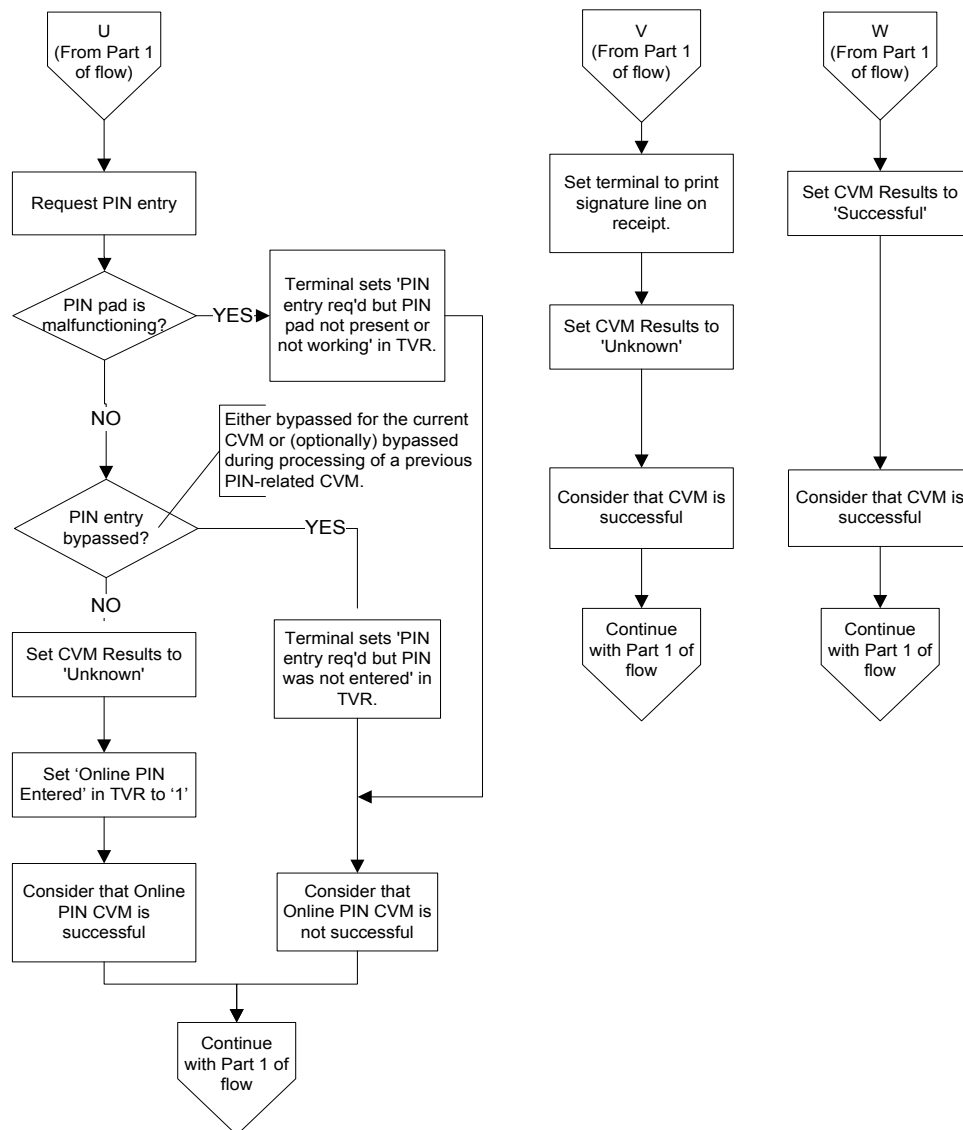 U
(From Part 1
of flow)
Request PIN entry
PIN pad is
malfunctioning?
YES
Terminal sets 'PIN
entry req'd but PIN
pad not present or
not working' in TVR.
NO
Either bypassed for the current
CVM or (optionally) bypassed
during processing of a previous
PIN-related CVM.
PIN entry
bypassed?
YES
NO
Terminal sets 'PIN
entry req'd but PIN
was not entered' in
TVR.
Set CVM Results to
'Unknown'
Set ‘Online PIN
Entered’ in TVR to ‘1’
Consider that Online
PIN CVM is
successful
Consider that
Online PIN CVM is
not successful
Continue
with Part 1 of
flow
V
(From Part 1
of flow)
Set terminal to print
signature line on
receipt.
Set CVM Results to
'Unknown'
Consider that CVM is
successful
Continue
with Part 1 of
flow
W
(From Part 1
of flow)
Set CVM Results to
'Successful'
Consider that CVM is
successful
Continue
with Part 1 of
flow